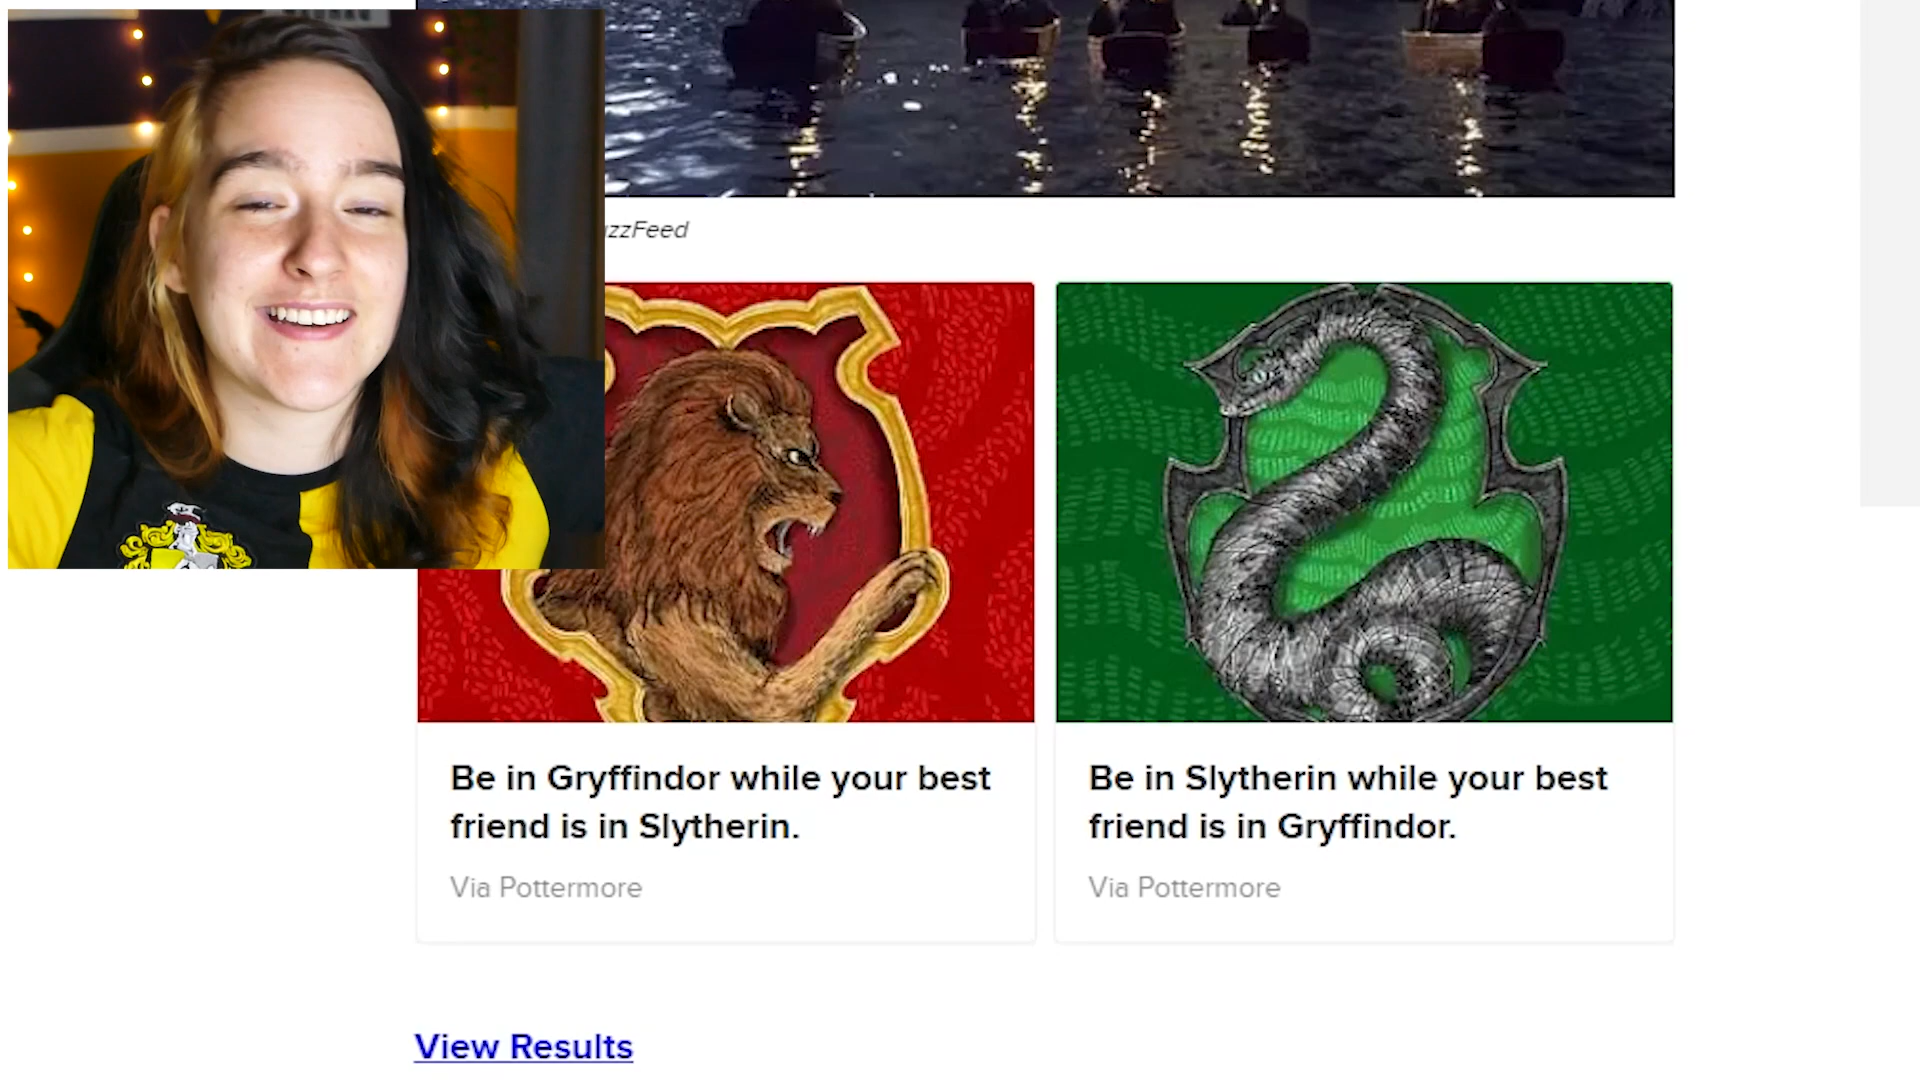 zzFeed
Be in Gryffindor while your best
friend is in Slytherin.
Via Pottermore
Be in Slytherin while your best
friend is in Gryffindor.
Via Pottermore
View Results